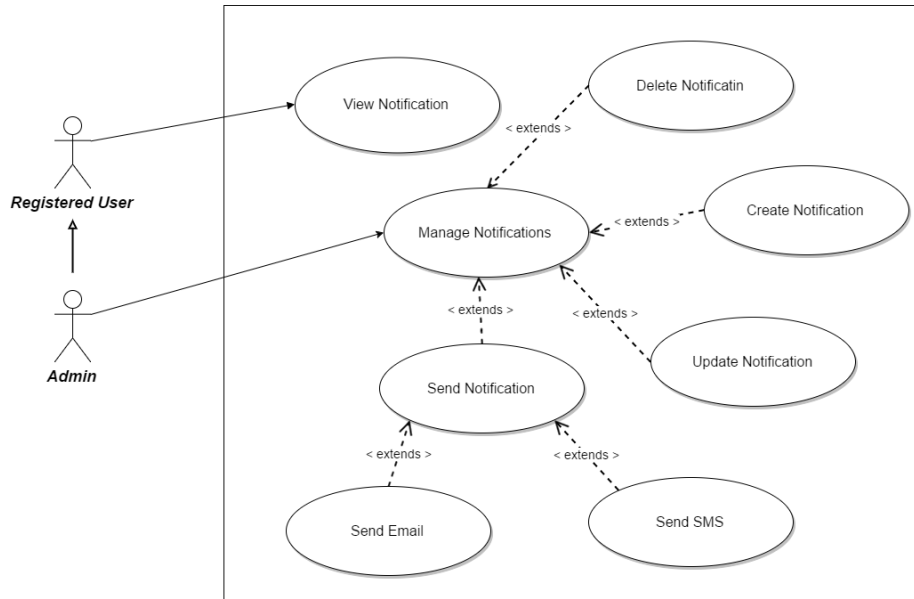 Delete Notificatin
View Notification
< extends >
Registered User
Create Notification
< extends >
Manage Notifications
< extends >
< extends >
Admin
Send Notification
Update Notification
< extends >
< extends >
Send Email
Send SMS